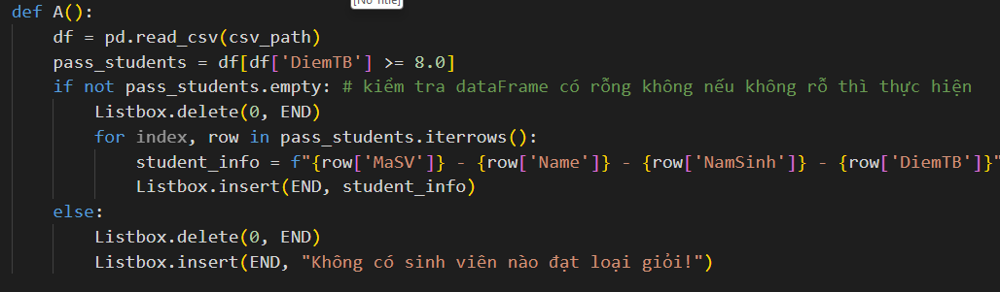 [No Title]
def A():
    df = pd.read_csv(csv_path)
    pass_students = df[df['DiemTB'] >= 8.0]
    if not pass_students.empty: # kiểm tra dataFrame có rỗng không nếu không rỗ thì thực hiện
        Listbox.delete(0, END)
        for index, row in pass_students.iterrows():
            student_info = f"{row['MaSV']} - {row['Name']} - {row['NamSinh']} - {row['DiemTB']}"
            Listbox.insert(END, student_info)
    else:
        Listbox.delete(0, END)
        Listbox.insert(END, "Không có sinh viên nào đạt loại giỏi!")